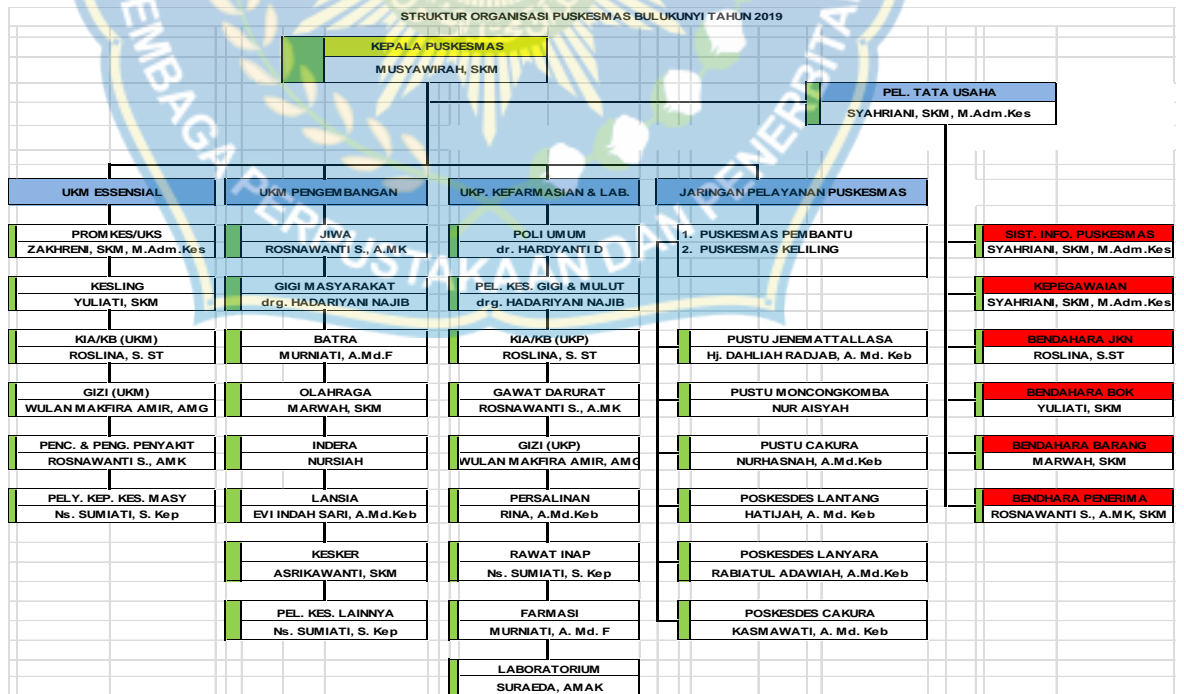 STRUKTUR ORGANISASI PUSKESMAS BULUKUNYI TAHUN 2019
KEPALA PUSKESMAS
MUSYAWIRAH, SKM
PEL. TATA USAHA
SYAHRIANI, SKM, M.Adm.Kes
UKM ESSENSIAL
PROMKES/UKS
ZAKHRENI, SKM, M.Adm.Kes
KESLING
YULIATI, SKM
KIA/KB (UKM)
ROSLINA, S. ST
GIZI (UKM)
WULAN MAKFIRA AMIR, AMG
PENC. & PENG. PENYAKIT
ROSNAWANTI S., AMK
PELY. KEP. KES. MASY
Ns. SUMIATI, S. Kep
UKM PENGEMBANGAN
JIWA
ROSNAWANTI S., A.MK
GIGI MASYARAKAT
drg. HADARIYANI NAJIB
BATRA
MURNIATI, A.Md.F
OLAHRAGA
MARWAH, SKM
INDERA
NURSIAH
LANSIA
EVI INDAH SARI, A.Md.Keb
KESKER
ASRIKAWANTI, SKM
PEL. KES. LAINNYA
Ns. SUMIATI, S. Kep
UKP. KEFARMASIAN & LAB.
POLI UMUM
dr. HARDYANTI D
PEL. KES. GIGI & MULUT
drg. HADARIYANI NAJIB
KIA/KB (UKP)
ROSLINA, S. ST
GAWAT DARURAT
ROSNAWANTI S., A.MK
GIZI (UKP)
WULAN MAKFIRA AMIR, AMG
PERSALINAN
RINA, A.Md.Keb
RAWAT INAP
Ns. SUMIATI, S. Kep
FARMASI
MURNIATI, A. Md. F
LABORATORIUM
SURAEDA, AMAK
JARINGAN PELAYANAN PUSKESMAS
1. PUSKESMAS PEMBANTU
2. PUSKESMAS KELILING
PUSTU JENEMATTALLASA
Hj. DAHLIAH RADJAB, A. Md. Keb
PUSTU MONCONGKOMBA
NUR AISYAH
PUSTU CAKURA
NURHASNAH, A.Md.Keb
POSKESDES LANTANG
HATIJAH, A. Md. Keb
POSKESDES LANYARA
RABIATUL ADAWIAH, A.Md.Keb
POSKESDES CAKURA
KASMAWATI, A. Md. Keb
SIST. INFO. PUSKESMAS
SYAHRIANI, SKM, M.Adm.Kes
KEPEGAWAIAN
SYAHRIANI, SKM, M.Adm.Kes
BENDAHARA JKN
ROSLINA, S.ST
BENDAHARA BOK
YULIATI, SKM
BENDAHARA BARANG
MARWAH, SKM
BENDHARA PENERIMA
ROSNAWANTI S., A.MK, SKM
EMBAGA PERPUSTAKAAN DAN PENERBITA